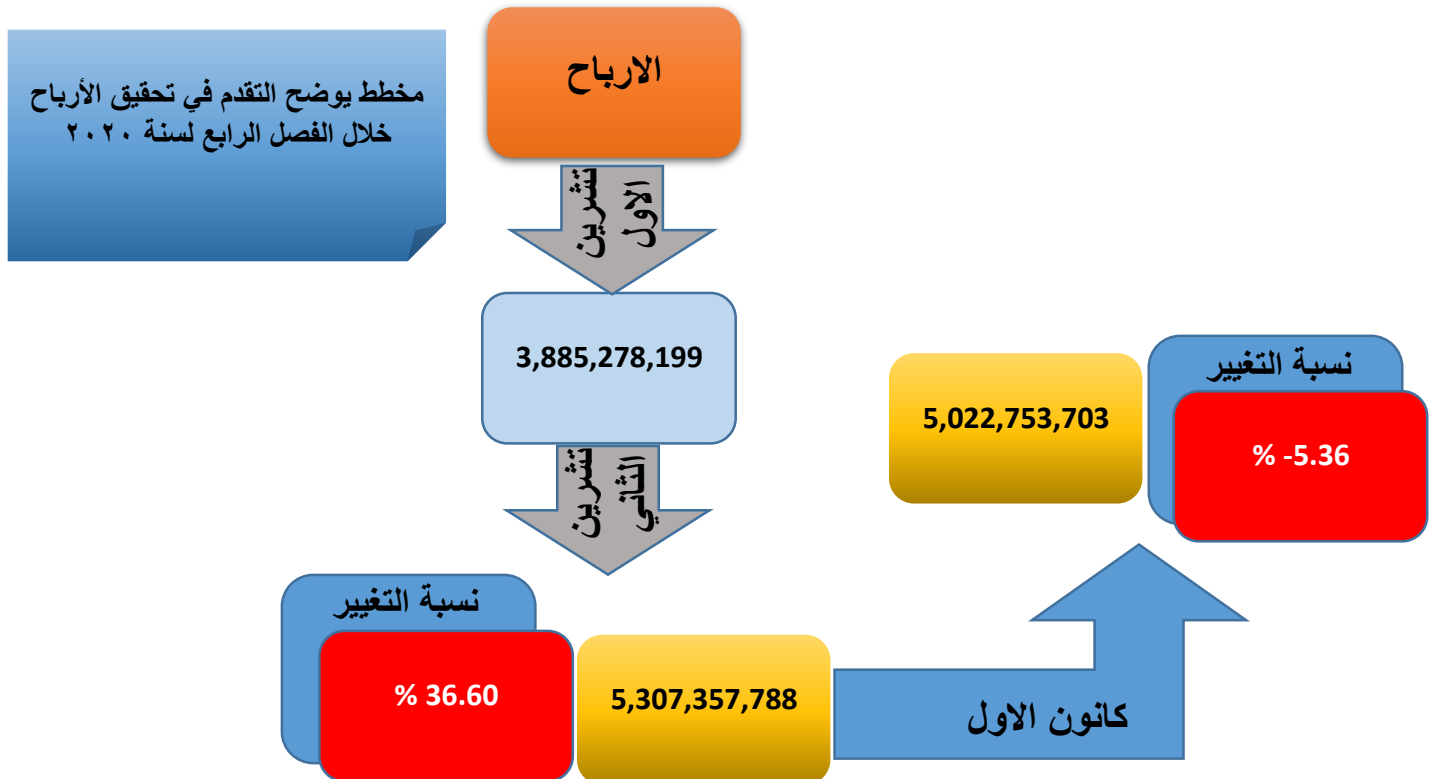 مخطط يوضح التقدم في تحقيق الأرباح
خلال الفصل الرابع لسنة ٢٠٢٠
الارباح
تشرين
الاول
3,885,278,199
تشرين
الثاني
نسبة التغيير
% 36.60
5,307,357,788
كانون الاول
5,022,753,703
نسبة التغيير
% -5.36